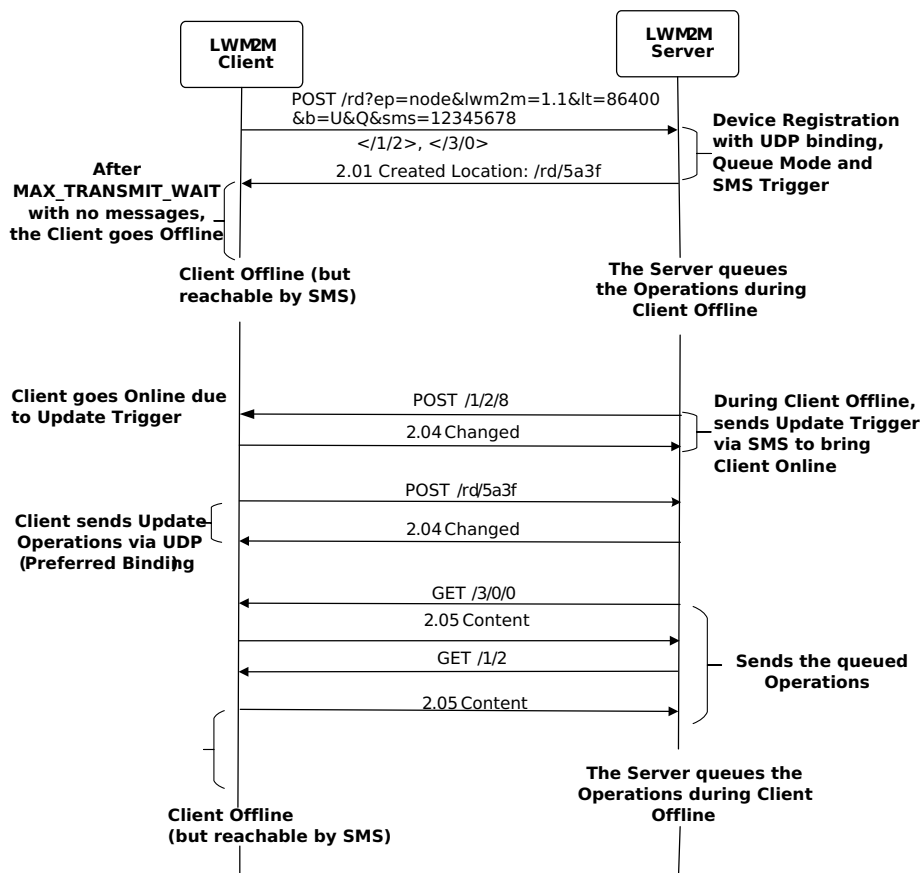 LWM2M
Client
LWM2M
Server
POST /rd?ep=node&lwm2m=1.1&lt=86400
&b=U&Q&sms=12345678
</1/2>, </3/0>
2.01 Created Location: /rd/5a3f
Device Registration
with UDP binding,
Queue Mode and
SMS Trigger
After
MAX_TRANSMIT_WAIT
with no messages,
the Client goes Offline
Client Offline (but
reachable by SMS)
The Server queues
the Operations during
Client Offline
Client goes Online due
to Update Trigger
POST /1/2/8
2.04 Changed
During Client Offline,
sends Update Trigger
via SMS to bring
Client Online
POST /rd/5a3f
2.04 Changed
Client sends Update
Operations via UDP
(Preferred Binding)
GET /3/0/0
2.05 Content
GET /1/2
2.05 Content
Sends the queued
Operations
The Server queues the
Operations during Client
Offline
Client Offline
(but reachable by SMS)